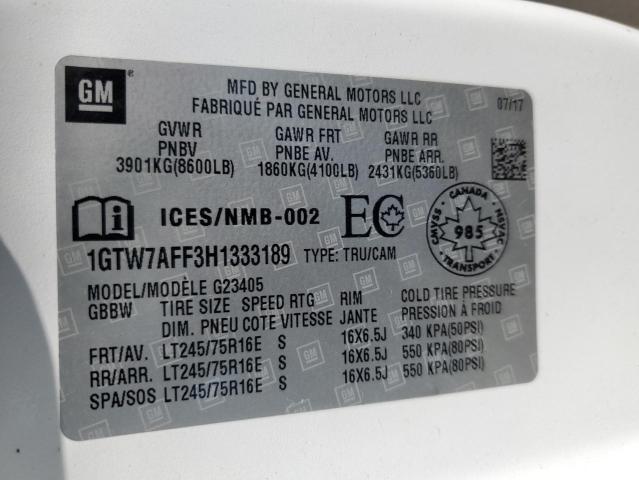 GM
MFD BY GENERAL MOTORS LLC
FABRIQUÉ PAR GENERAL MOTORS LLC
07/17
GVWR GAWR FRT GAWR RR
PNBV PNBE AV. PNBE ARR.
3901KG(8600LB) 1860KG(4100LB) 2431KG(5360LB)
ICES/NMB-002 EC
CANADA
CMVSS 985 NSVAC
TRANSPORT
1GTW7AFF3H1333189 TYPE: TRU/CAM
MODEL/MODÈLE G23405
GBBW TIRE SIZE SPEED RTG RIM COLD TIRE PRESSURE
DIM. PNEU COTE VITESSE JANTE PRESSION À FROID
FRT/AV. LT245/75R16E S 16X6.5J 340 KPA(50PSI)
RR/ARR. LT245/75R16E S 16X6.5J 550 KPA(80PSI)
SPA/SOS LT245/75R16E S 16X6.5J 550 KPA(80PSI)